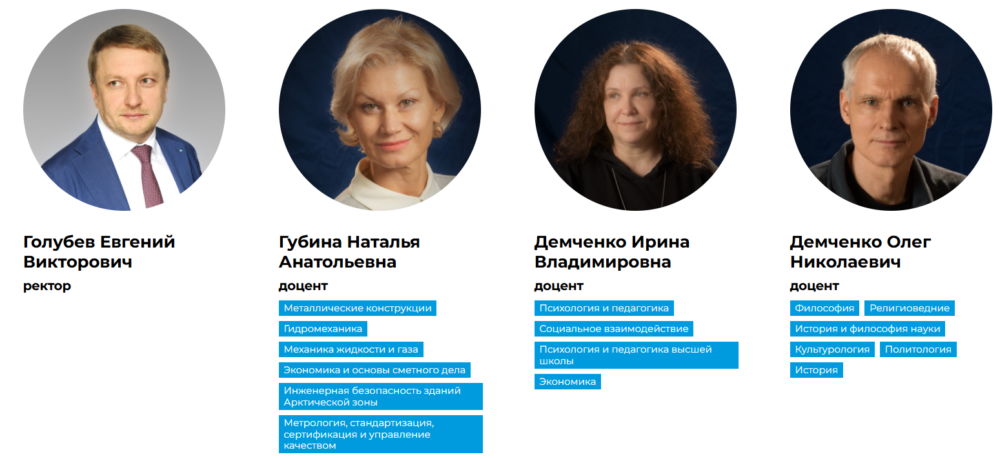 Голубев Евгений
Викторович
ректор
Губина Наталья
Анатольевна
доцент
Металлические конструкции
Гидромеханика
Механика жидкости и газа
Экономика и основы сметного дела
Инженерная безопасность зданий
Арктической зоны
Метрология, стандартизация,
сертификация и управление
качеством
Демченко Ирина
Владимировна
доцент
Психология и педагогика
Социальное взаимодействие
Психология и педагогика высшей
школы
Экономика
Демченко Олег
Николаевич
доцент
Философия Религиоведние
История и философия науки
Культурология Политология
История